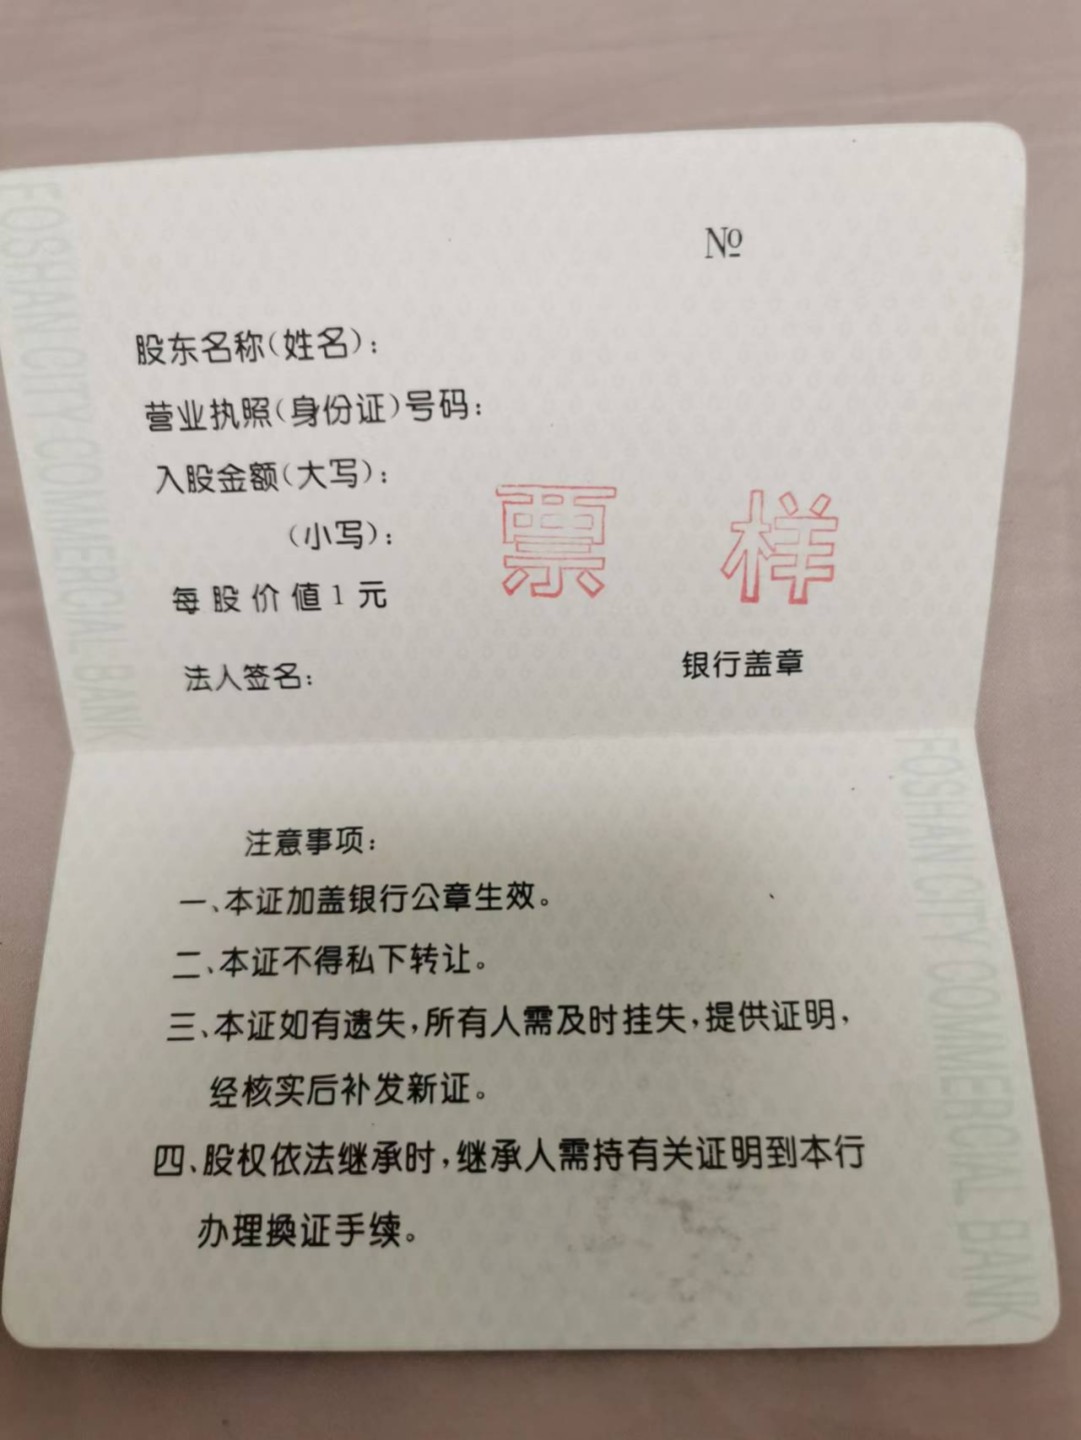 FOSHAN CITY COMMERCIAL BANK
№
股东名称(姓名):
营业执照(身份证)号码:
入股金额(大写):
(小写):
每股价值1元
票样
法人签名:
银行盖章
注意事项:
一、本证加盖银行公章生效。
二、本证不得私下转让。
三、本证如有遗失,所有人需及时挂失,提供证明,
经核实后补发新证。
四、股权依法继承时,继承人需持有关证明到本行
办理换证手续。
FOSHAN CITY COMMERCIAL BANK